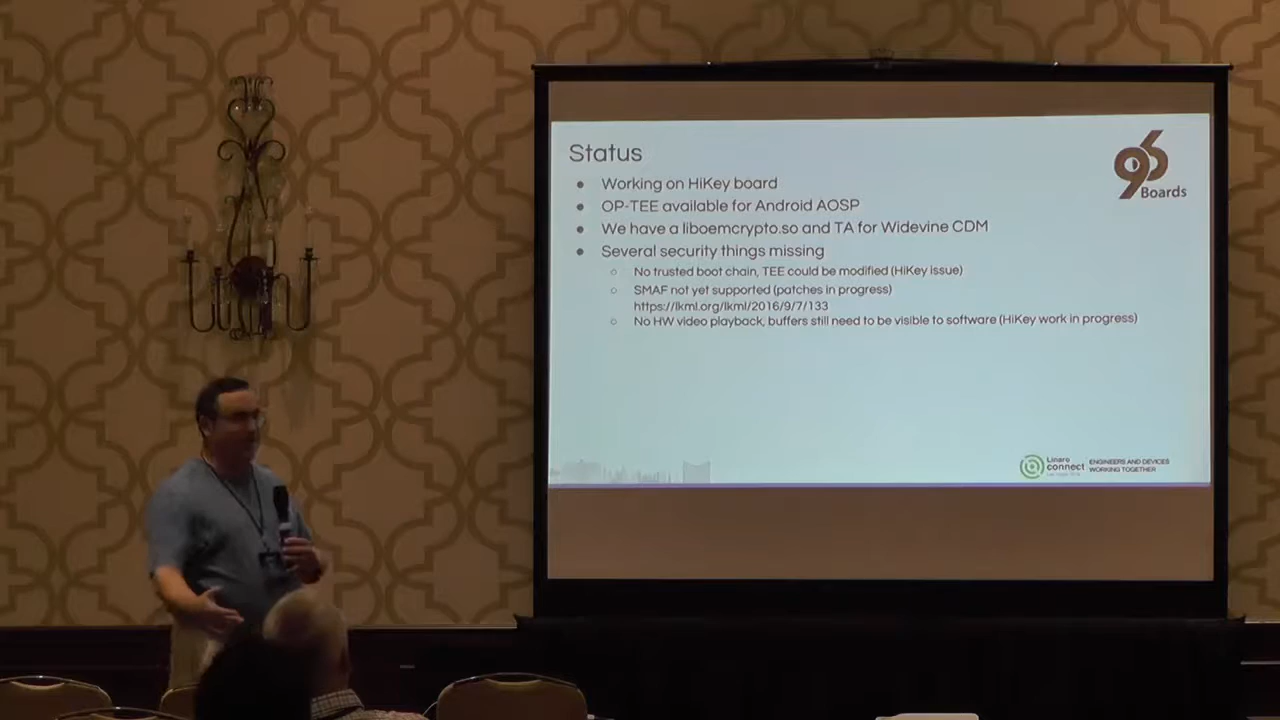 Status
96
Boards
Working on HiKey board
OP-TEE available for Android AOSP
We have a liboemcrypto.so and TA for Widevine CDM
Several security things missing
No trusted boot chain, TEE could be modified (HiKey issue)
SMAF not yet supported (patches in progress)
https://lkml.org/lkml/2016/9/7/133
No HW video playback, buffers still need to be visible to software (HiKey work in progress)
Linaro
connect
ENGINEERS AND DEVICES
WORKING TOGETHER